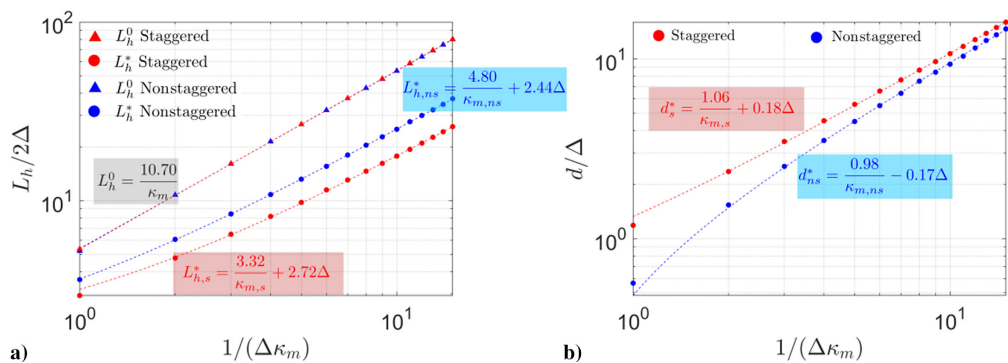 10^2
L_h^0 Staggered
L_h^* Staggered
L_h^0 Nonstaggered
L_h^* Nonstaggered
L_{h,ns}^* = 4.80/κ_{m,ns} + 2.44Δ
L_h/2Δ
L_h^0 = 10.70/κ_m
10^1
L_{h,s}^* = 3.32/κ_{m,s} + 2.72Δ
10^0 10^1
a) 1/(Δκ_m)
Staggered Nonstaggered
10^1
d_s^* = 1.06/κ_{m,s} + 0.18Δ
d/Δ
d_{ns}^* = 0.98/κ_{m,ns} − 0.17Δ
10^0
10^0 10^1
b) 1/(Δκ_m)